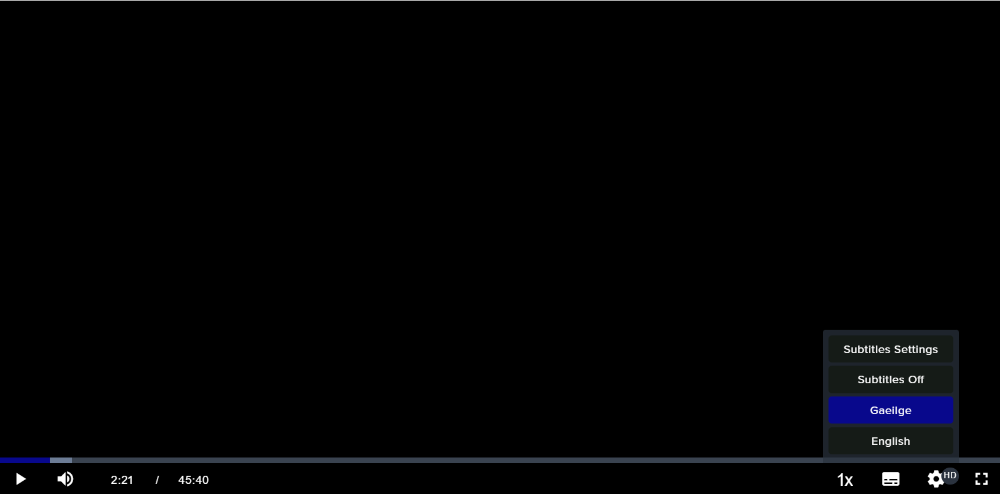 Subtitles Settings
Subtitles Off
Gaeilge
English
2:21 / 45:40 1x HD